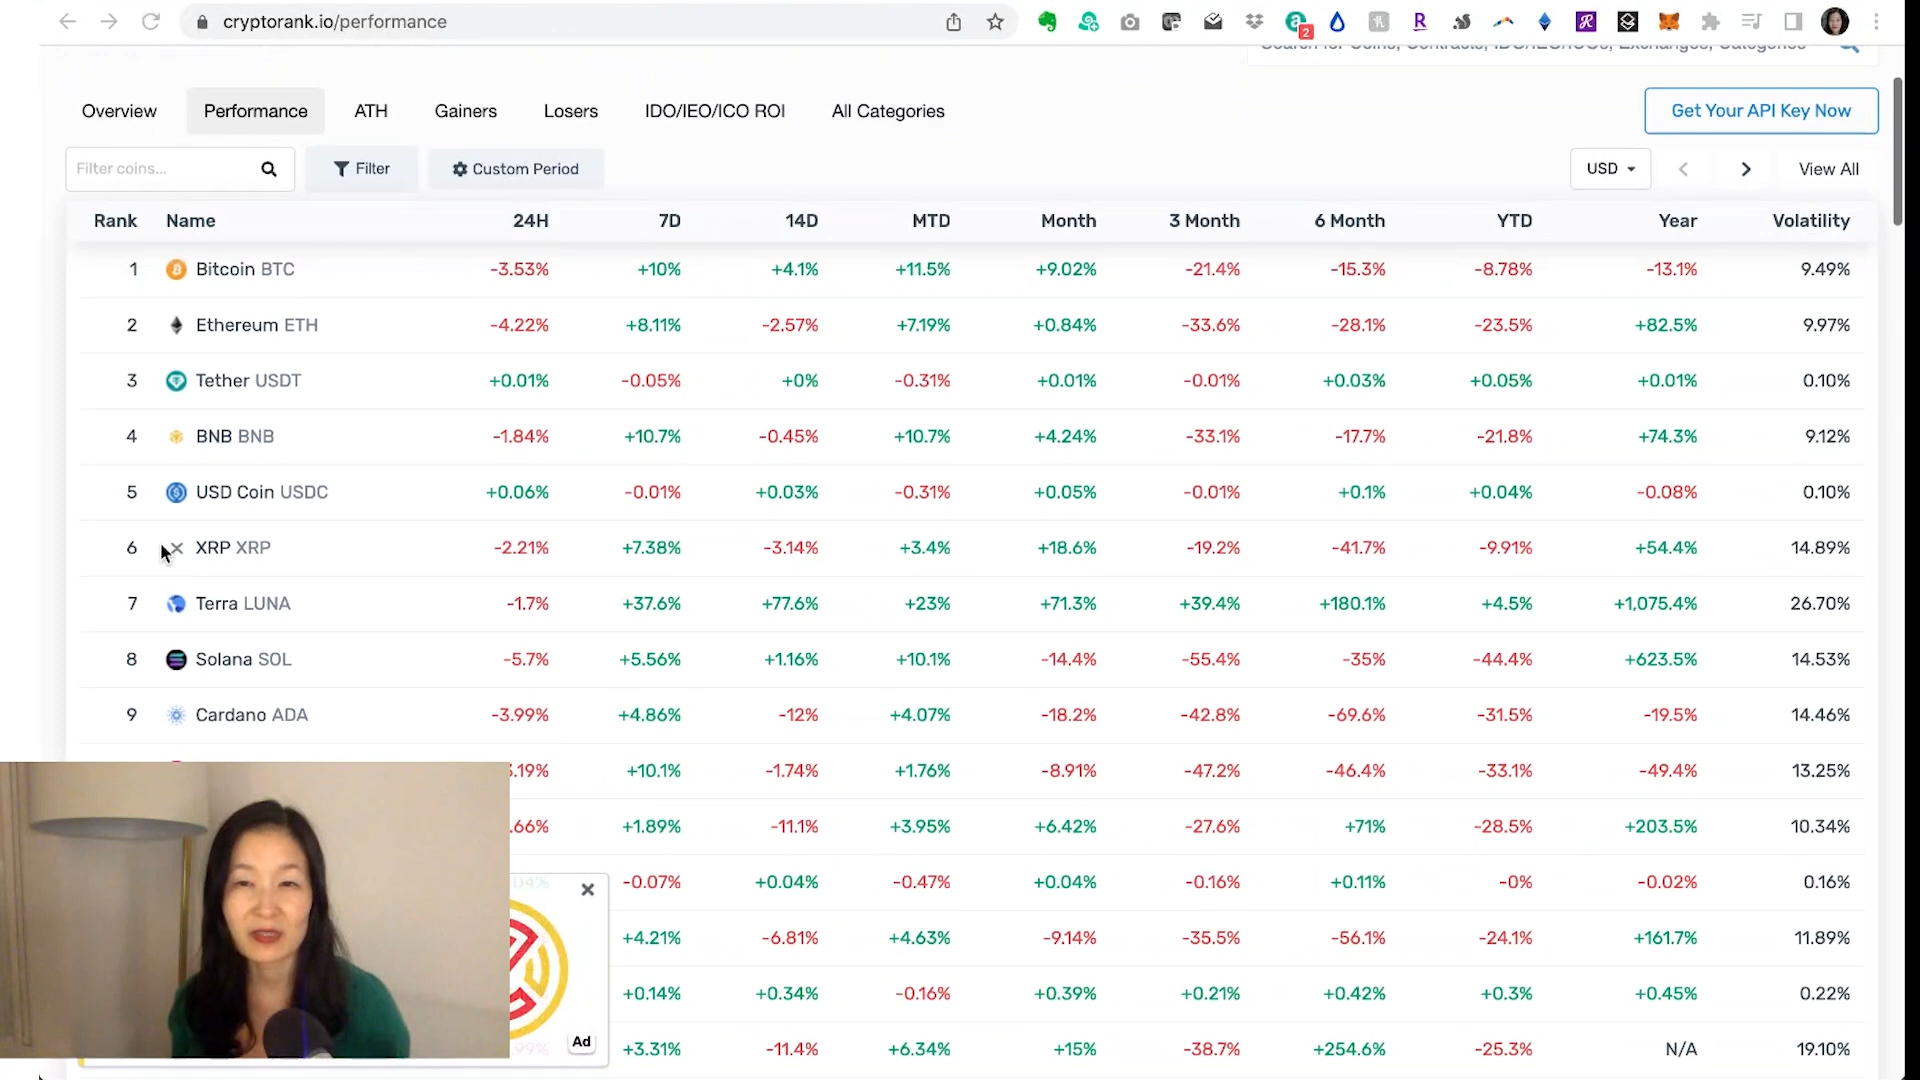 cryptorank.io/performance
2
Search for Coins, Contracts, IDO/IEO/ICOs, Exchanges, Categories
Overview Performance ATH Gainers Losers IDO/IEO/ICO ROI All Categories Get Your API Key Now
Filter coins... Filter Custom Period USD View All
Rank Name 24H 7D 14D MTD Month 3 Month 6 Month YTD Year Volatility
1 Bitcoin BTC -3.53% +10% +4.1% +11.5% +9.02% -21.4% -15.3% -8.78% -13.1% 9.49%
2 Ethereum ETH -4.22% +8.11% -2.57% +7.19% +0.84% -33.6% -28.1% -23.5% +82.5% 9.97%
3 Tether USDT +0.01% -0.05% +0% -0.31% +0.01% -0.01% +0.03% +0.05% +0.01% 0.10%
4 BNB BNB -1.84% +10.7% -0.45% +10.7% +4.24% -33.1% -17.7% -21.8% +74.3% 9.12%
5 USD Coin USDC +0.06% -0.01% +0.03% -0.31% +0.05% -0.01% +0.1% +0.04% -0.08% 0.10%
6 XRP XRP -2.21% +7.38% -3.14% +3.4% +18.6% -19.2% -41.7% -9.91% +54.4% 14.89%
7 Terra LUNA -1.7% +37.6% +77.6% +23% +71.3% +39.4% +180.1% +4.5% +1,075.4% 26.70%
8 Solana SOL -5.7% +5.56% +1.16% +10.1% -14.4% -55.4% -35% -44.4% +623.5% 14.53%
9 Cardano ADA -3.99% +4.86% -12% +4.07% -18.2% -42.8% -69.6% -31.5% -19.5% 14.46%
.19% +10.1% -1.74% +1.76% -8.91% -47.2% -46.4% -33.1% -49.4% 13.25%
.66% +1.89% -11.1% +3.95% +6.42% -27.6% +71% -28.5% +203.5% 10.34%
-0.07% +0.04% -0.47% +0.04% -0.16% +0.11% -0% -0.02% 0.16%
+4.21% -6.81% +4.63% -9.14% -35.5% -56.1% -24.1% +161.7% 11.89%
+0.14% +0.34% -0.16% +0.39% +0.21% +0.42% +0.3% +0.45% 0.22%
Ad
+3.31% -11.4% +6.34% +15% -38.7% +254.6% -25.3% N/A 19.10%